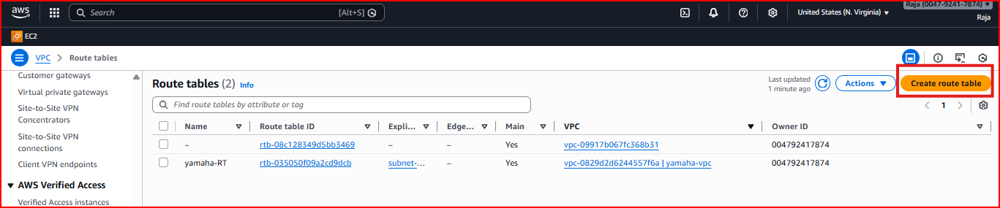 aws Search [Alt+S] United States (N. Virginia) Raja (0047-9241-7874)
Raja
EC2
VPC Route tables
Customer gateways
Virtual private gateways
Site-to-Site VPN
Concentrators
Site-to-Site VPN
connections
Client VPN endpoints
AWS Verified Access
Verified Access instances
Route tables (2) Info
Last updated
1 minute ago
Actions
Create route table
Find route tables by attribute or tag
1
Name Route table ID Expli... Edge... Main VPC Owner ID
– rtb-08c128349d5bb3469 – – Yes vpc-09917b067fc368b31 004792417874
yamaha-RT rtb-035050f09a2cd9dcb subnet-... – Yes vpc-0829d2d6244557f6a | yamaha-vpc 004792417874